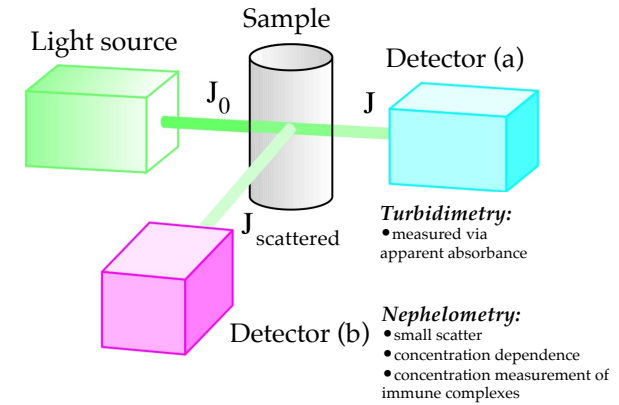 Sample
Light source
Detector (a)
J0
J
J scattered
Turbidimetry:
•measured via
apparent absorbance
Detector (b)
Nephelometry:
•small scatter
•concentration dependence
•concentration measurement of
immune complexes